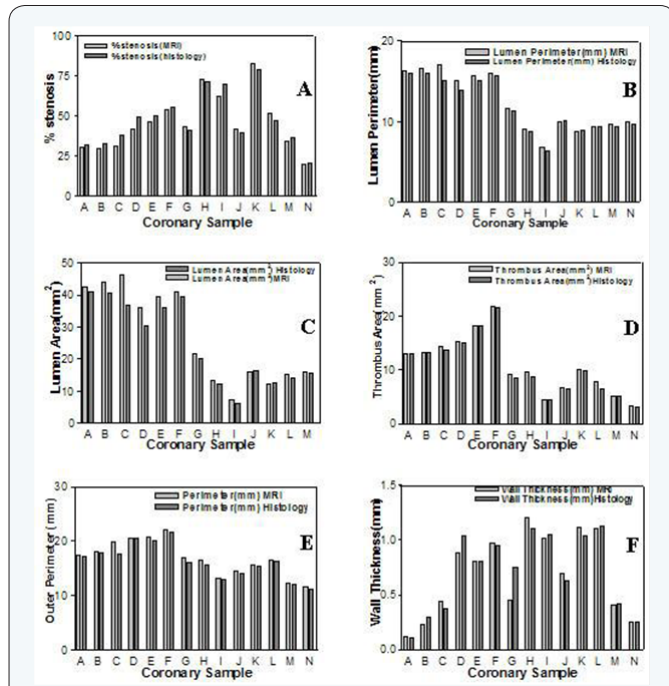 100
75
50
25
0
% stenosis
%stenosis(MRI)
%stenosis(histology)
A
A B C D E F G H I J K L M N
Coronary Sample
20
10
0
Lumen Perimeter(mm)
Lumen Perimeter(mm) MRI
Lumen Perimeter(mm) Histology
B
A B C D E F G H I J K L M N
Coronary Sample
50
40
30
20
10
0
Lumen Area(mm²)
Lumen Area(mm²) Histology
Lumen Area(mm²)MRI
C
A B C D E F G H I J K L M
Coronary Sample
30
20
10
0
Thrombus Area(mm ²)
Thrombus Area(mm²) MRI
Thrombus Area(mm²)Histology
D
A B C D E F G H I J K L M N
Coronary Sample
30
20
10
0
Outer Perimeter (mm)
Perimeter(mm) MRI
Perimeter(mm) Histology
E
A B C D E F G H I J K L M N
Coronary Sample
1.5
1.0
0.5
0.0
Wall Thickness(mm)
Wall Thickness(mm) MRI
Wall Thickness(mm)Histology
F
A B C D E F G H I J K L M N
Coronary Sample